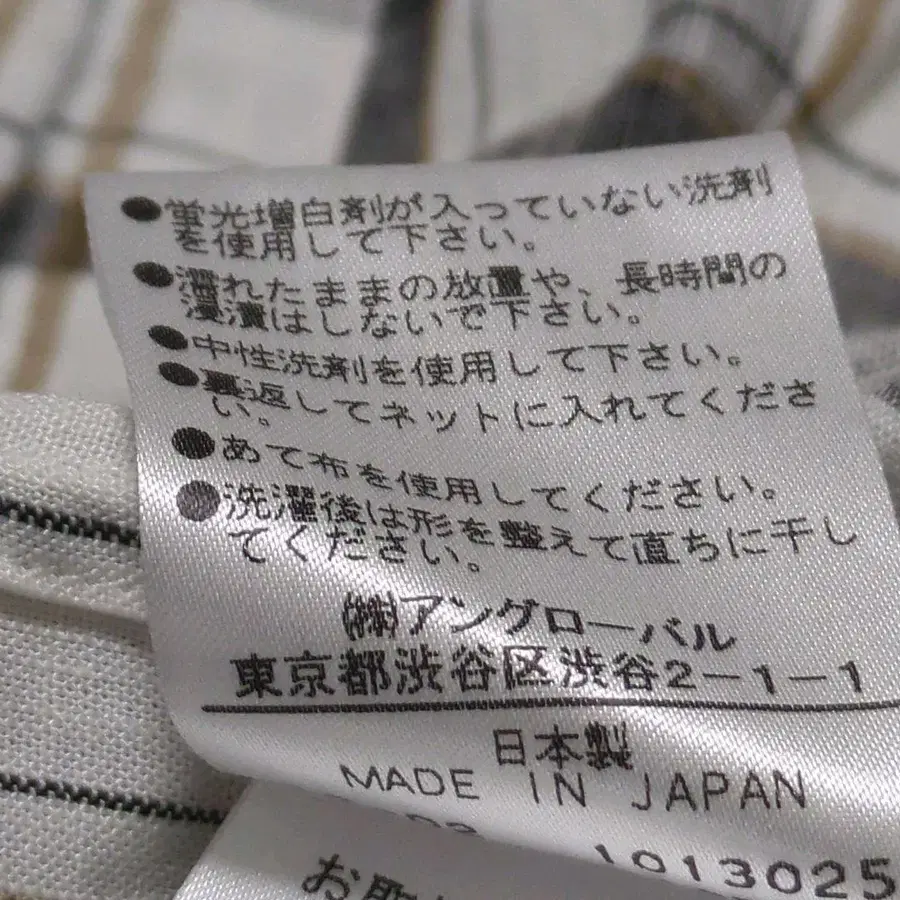 ●蛍光増白剤が入っていない洗剤
を使用して下さい。
●濡れたままの放置や、長時間の
浸漬はしないで下さい。
●中性洗剤を使用して下さい。
●裏返してネットに入れてくださ
い。
●あて布を使用してください。
●洗濯後は形を整えて直ちに干し
てください。
㈱アングローバル
東京都渋谷区渋谷2-1-1
日本製
MADE IN JAPAN
1013025
お取